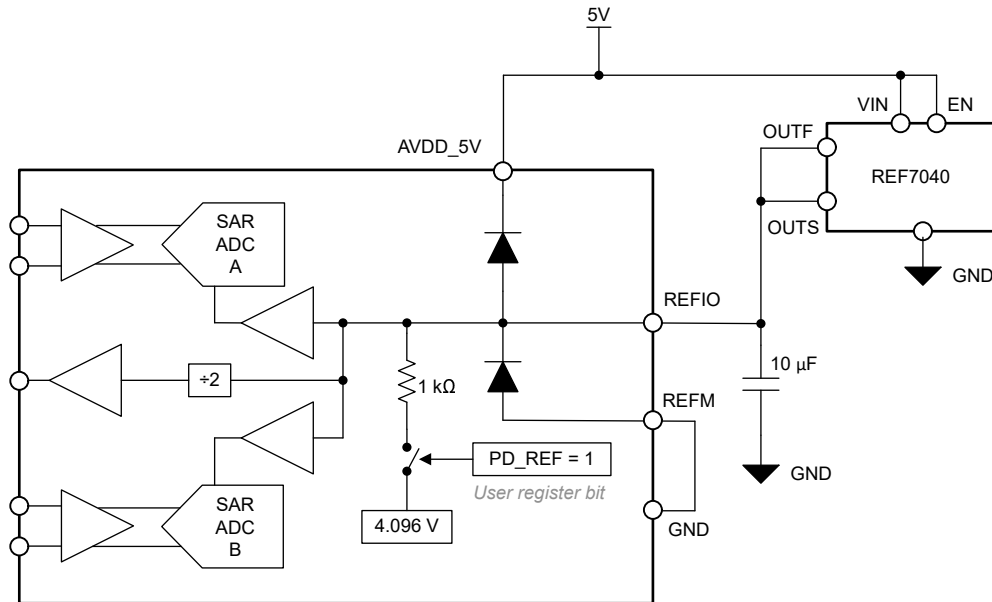 5V
VIN
EN
OUTF
AVDD_5V
REF7040
SAR
ADC
A
OUTS
GND
REFIO
÷2
1 kΩ
10 µF
REFM
PD_REF = 1
User register bit
GND
SAR
ADC
B
4.096 V
GND